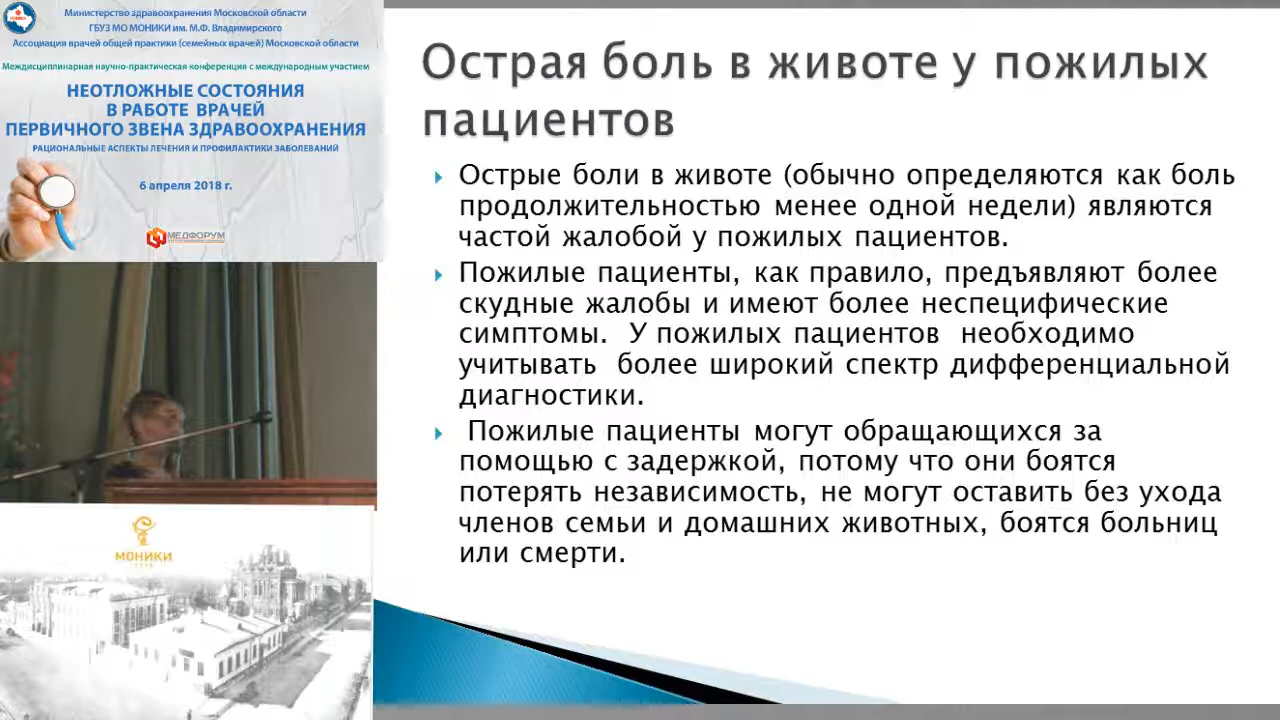 Министерство здравоохранения Московской области
ГБУЗ МО МОНИКИ им. М.Ф. Владимирского
Ассоциация врачей общей практики (семейных врачей) Московской области
Междисциплинарная научно-практическая конференция с международным участием
НЕОТЛОЖНЫЕ СОСТОЯНИЯ
В РАБОТЕ ВРАЧЕЙ
ПЕРВИЧНОГО ЗВЕНА ЗДРАВООХРАНЕНИЯ
РАЦИОНАЛЬНЫЕ АСПЕКТЫ ЛЕЧЕНИЯ И ПРОФИЛАКТИКИ ЗАБОЛЕВАНИЙ
6 апреля 2018 г.
МЕДФОРУМ
МОНИКИ
Острая боль в животе у пожилых
пациентов
Острые боли в животе (обычно определяются как боль
продолжительностью менее одной недели) являются
частой жалобой у пожилых пациентов.
Пожилые пациенты, как правило, предъявляют более
скудные жалобы и имеют более неспецифические
симптомы. У пожилых пациентов необходимо
учитывать более широкий спектр дифференциальной
диагностики.
Пожилые пациенты могут обращающихся за
помощью с задержкой, потому что они боятся
потерять независимость, не могут оставить без ухода
членов семьи и домашних животных, боятся больниц
или смерти.